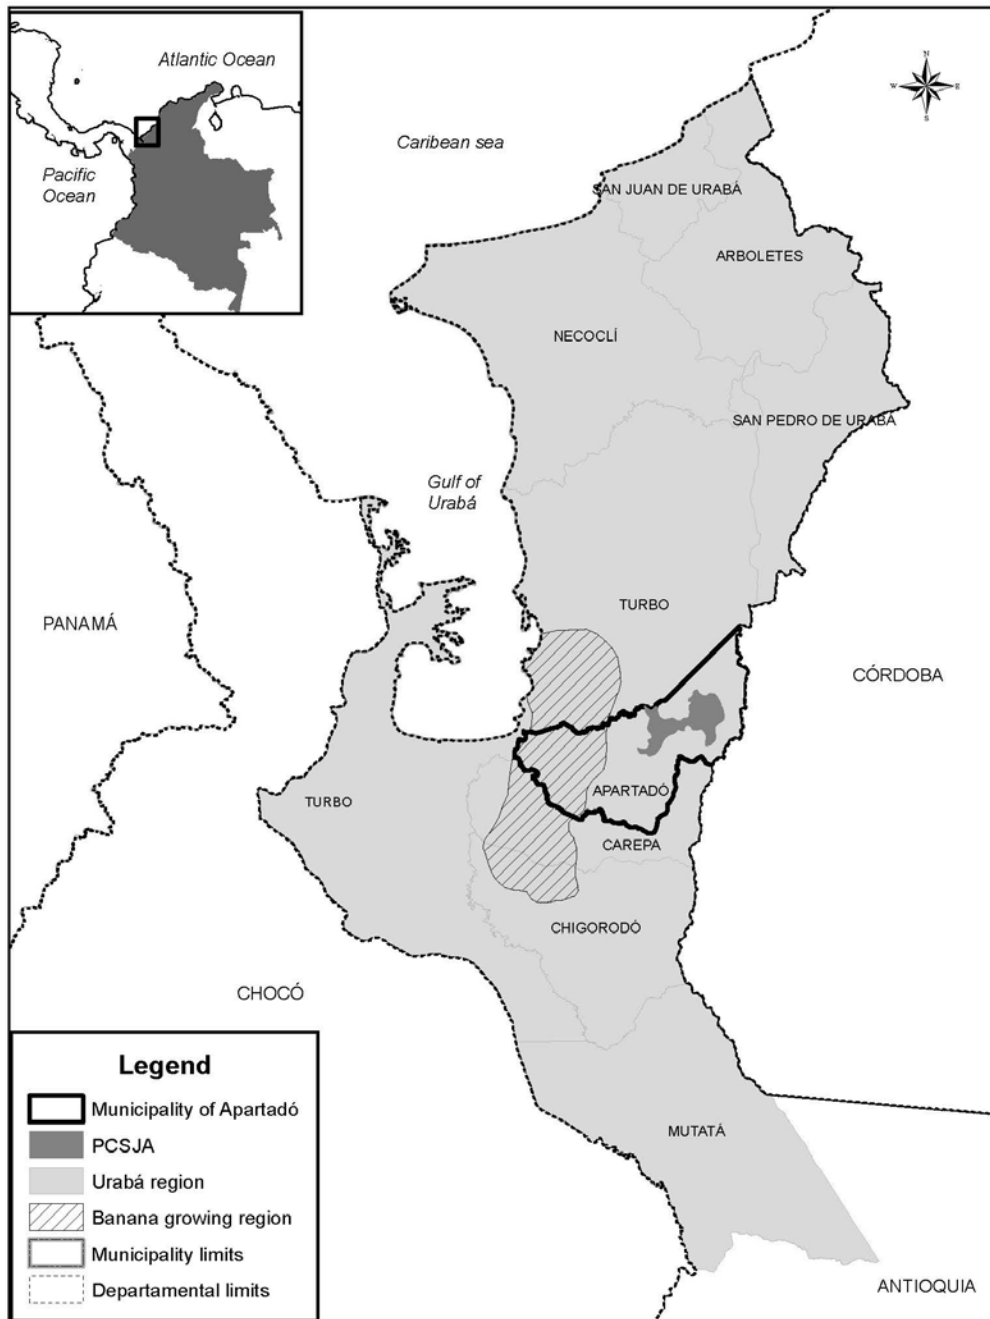 Atlantic Ocean
Pacific
Ocean
Caribean sea
N
W
E
S
SAN JUAN DE URABÁ
ARBOLETES
NECOCLÍ
SAN PEDRO DE URABÁ
Gulf of
Urabá
TURBO
PANAMÁ
CÓRDOBA
TURBO
APARTADÓ
CAREPA
CHIGORODÓ
CHOCÓ
MUTATÁ
ANTIOQUIA
Legend
Municipality of Apartadó
PCSJA
Urabá region
Banana growing region
Municipality limits
Departamental limits